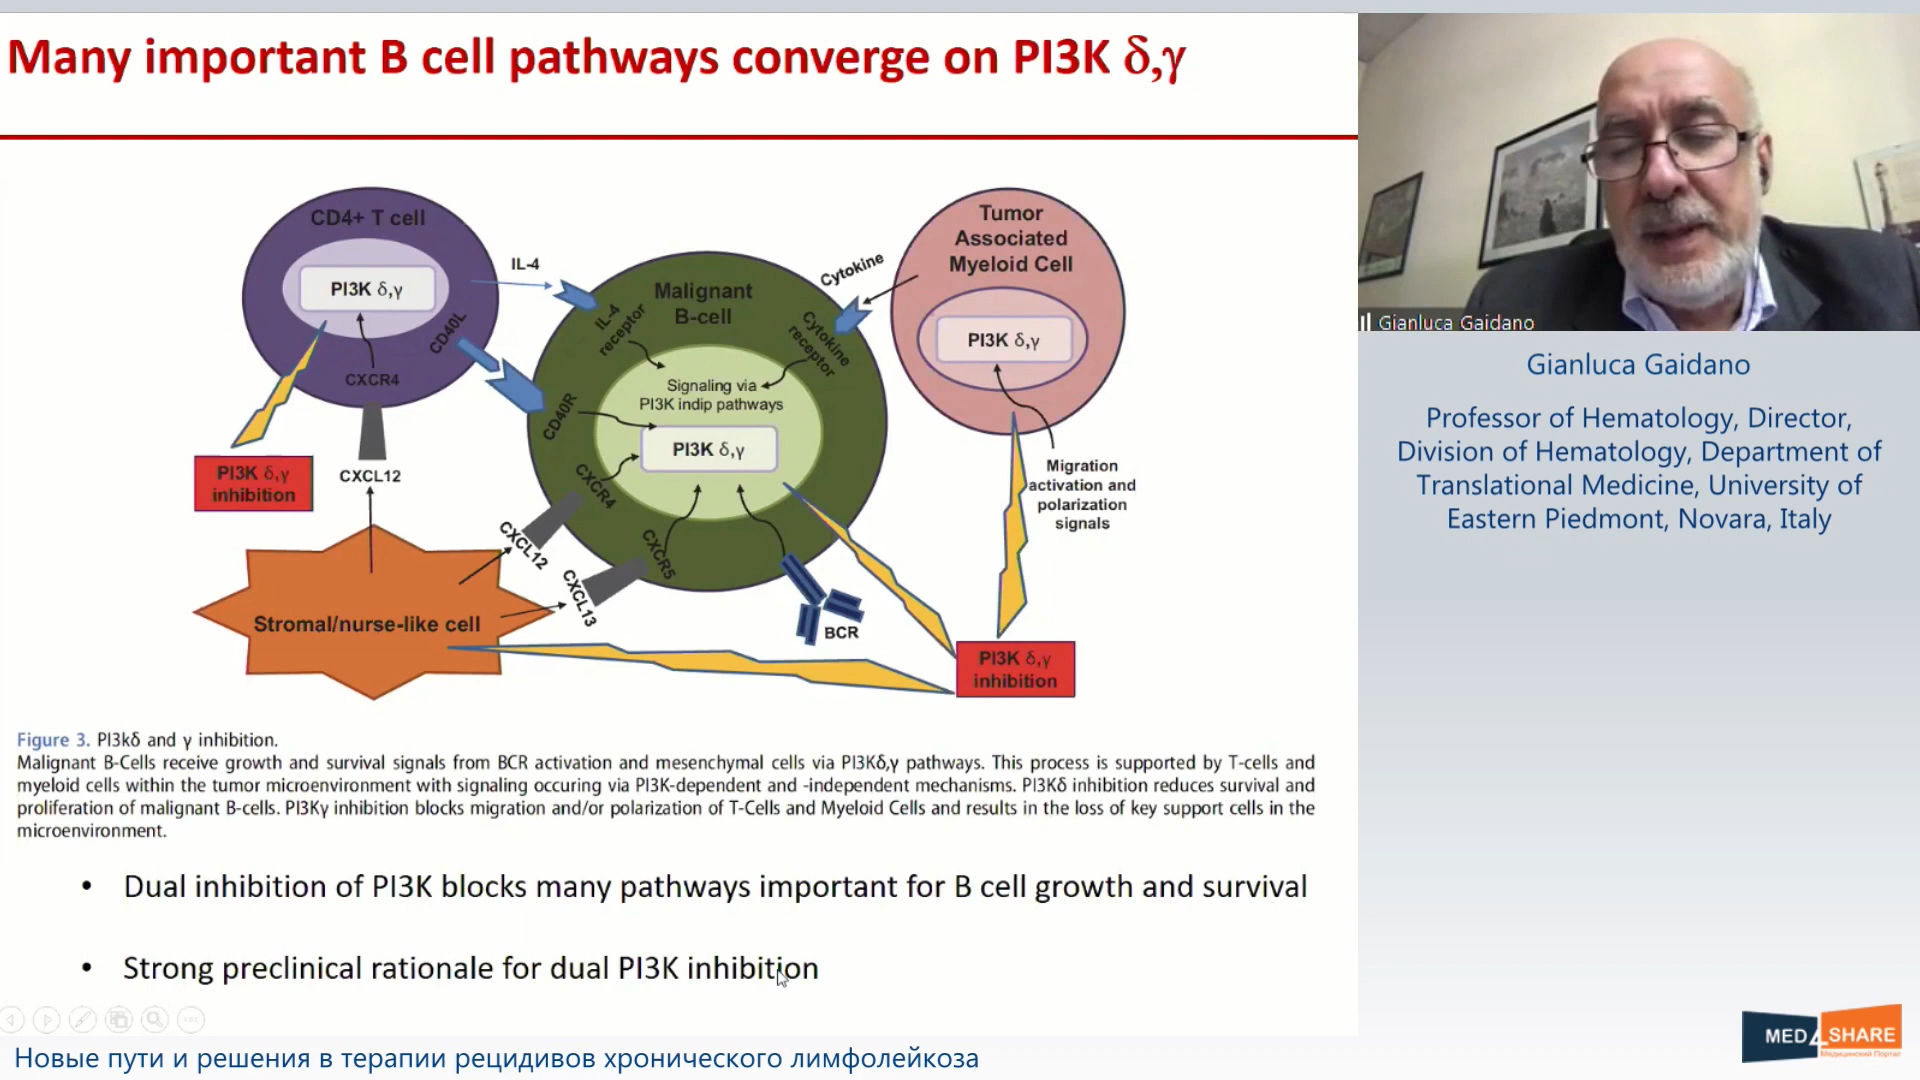 Many important B cell pathways converge on PI3K δ,γ
CD4+ T cell
PI3K δ,γ
CD40L
CXCR4
IL-4
PI3K δ,γ
inhibition
CXCL12
Stromal/nurse-like cell
Malignant
B-cell
IL-4
receptor
Cytokine
receptor
Cytokine
Signaling via
PI3K indip pathways
CD40R
PI3K δ,γ
CXCR4
CXCR5
CXCL12
CXCL13
BCR
Tumor
Associated
Myeloid Cell
PI3K δ,γ
Migration
activation and
polarization
signals
PI3K δ,γ
inhibition
Figure 3. PI3kδ and γ inhibition.
Malignant B-Cells receive growth and survival signals from BCR activation and mesenchymal cells via PI3Kδ,γ pathways. This process is supported by T-cells and
myeloid cells within the tumor microenvironment with signaling occuring via PI3K-dependent and -independent mechanisms. PI3Kδ inhibition reduces survival and
proliferation of malignant B-cells. PI3Kγ inhibition blocks migration and/or polarization of T-Cells and Myeloid Cells and results in the loss of key support cells in the
microenvironment.
• Dual inhibition of PI3K blocks many pathways important for B cell growth and survival
• Strong preclinical rationale for dual PI3K inhibition
Gianluca Gaidano
Gianluca Gaidano
Professor of Hematology, Director,
Division of Hematology, Department of
Translational Medicine, University of
Eastern Piedmont, Novara, Italy
MED4SHARE
Медицинский Портал
Новые пути и решения в терапии рецидивов хронического лимфолейкоза